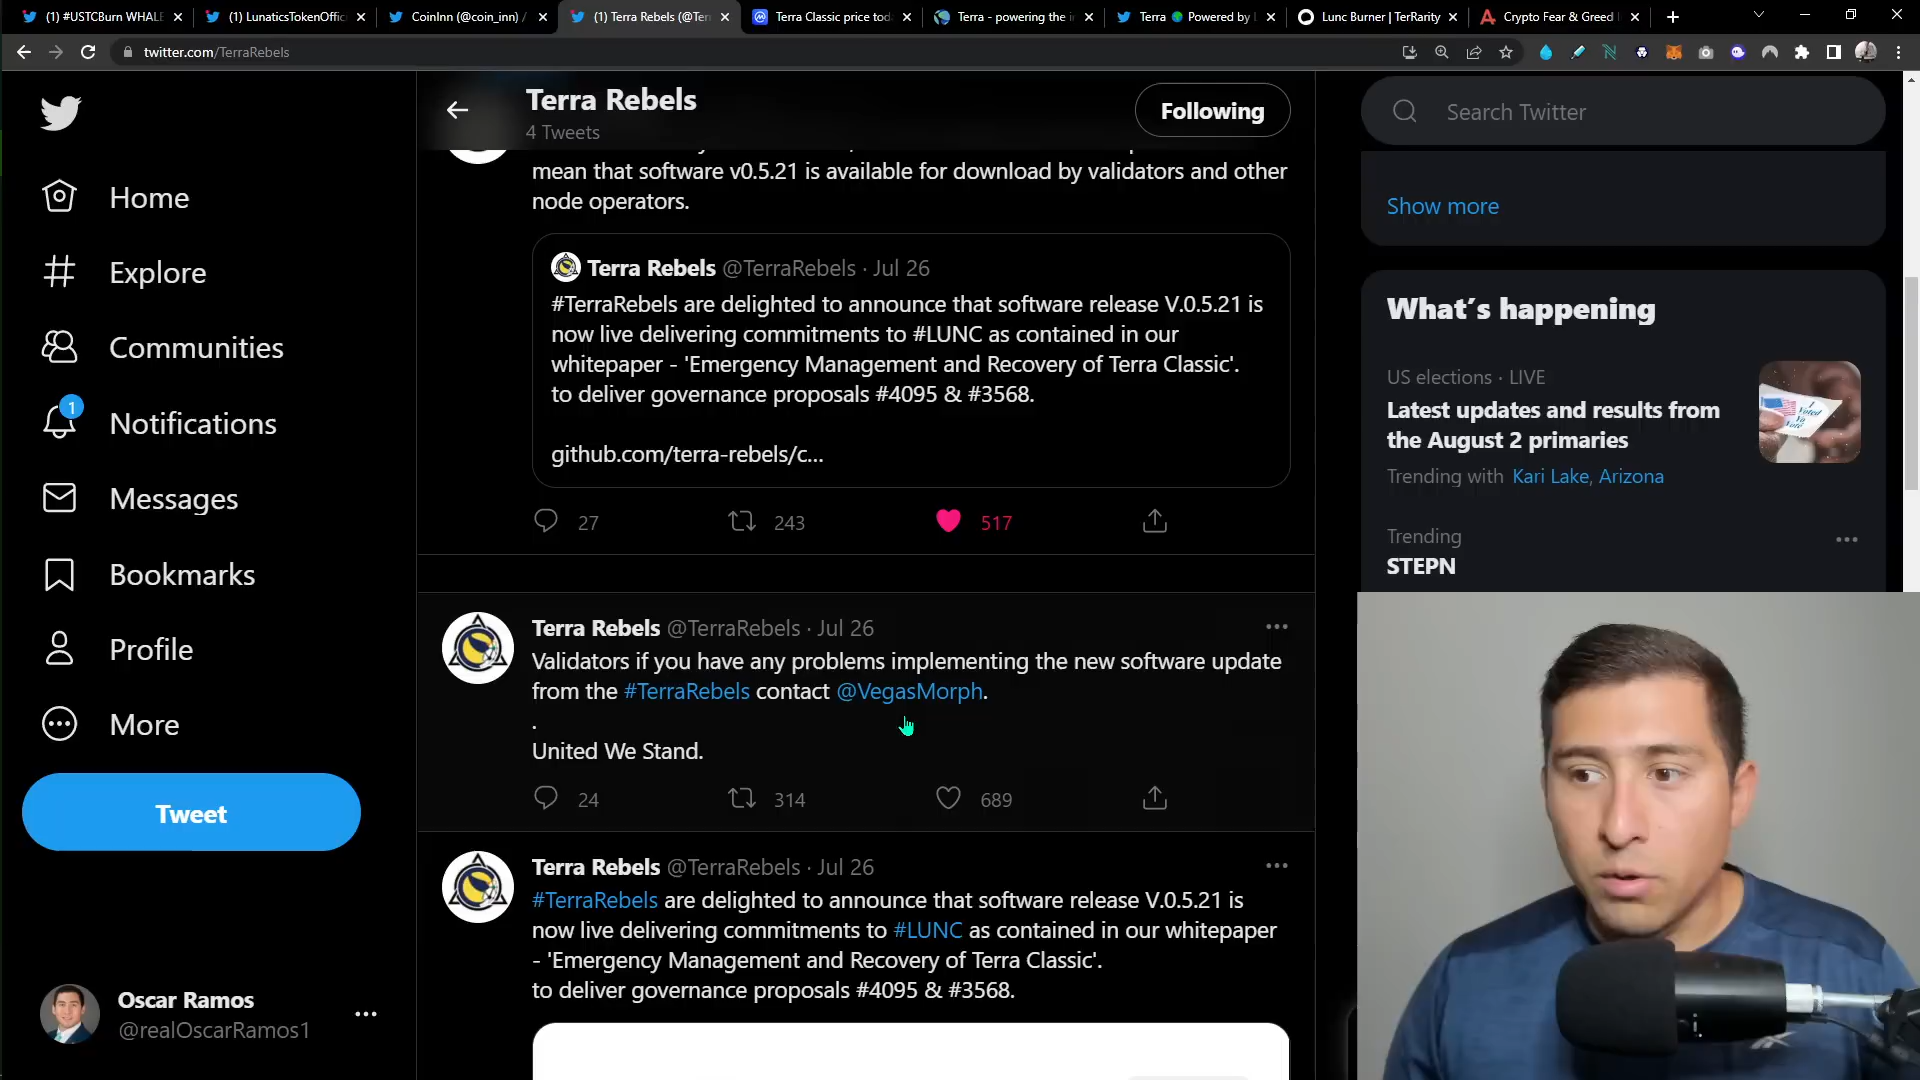 (1) #USTCBurn WHALE
(1) LunaticsTokenOffic
CoinInn (@coin_inn) /
(1) Terra Rebels (@Terr
Terra Classic price tod
Terra - powering the i
Terra Powered by
Lunc Burner | TerRarity
Crypto Fear & Greed
twitter.com/TerraRebels
Terra Rebels
4 Tweets
Following
Search Twitter
Home
Explore
Communities
1
Notifications
Messages
Bookmarks
Profile
More
Tweet
Oscar Ramos
@realOscarRamos1
mean that software v0.5.21 is available for download by validators and other
node operators.
Terra Rebels @TerraRebels · Jul 26
#TerraRebels are delighted to announce that software release V.0.5.21 is
now live delivering commitments to #LUNC as contained in our
whitepaper - 'Emergency Management and Recovery of Terra Classic'.
to deliver governance proposals #4095 & #3568.
github.com/terra-rebels/c...
27 243 517
Terra Rebels @TerraRebels · Jul 26
Validators if you have any problems implementing the new software update
from the #TerraRebels contact @VegasMorph.
.
United We Stand.
24 314 689
Terra Rebels @TerraRebels · Jul 26
#TerraRebels are delighted to announce that software release V.0.5.21 is
now live delivering commitments to #LUNC as contained in our whitepaper
- 'Emergency Management and Recovery of Terra Classic'.
to deliver governance proposals #4095 & #3568.
Show more
What's happening
US elections · LIVE
Latest updates and results from
the August 2 primaries
Trending with Kari Lake, Arizona
Trending
STEPN